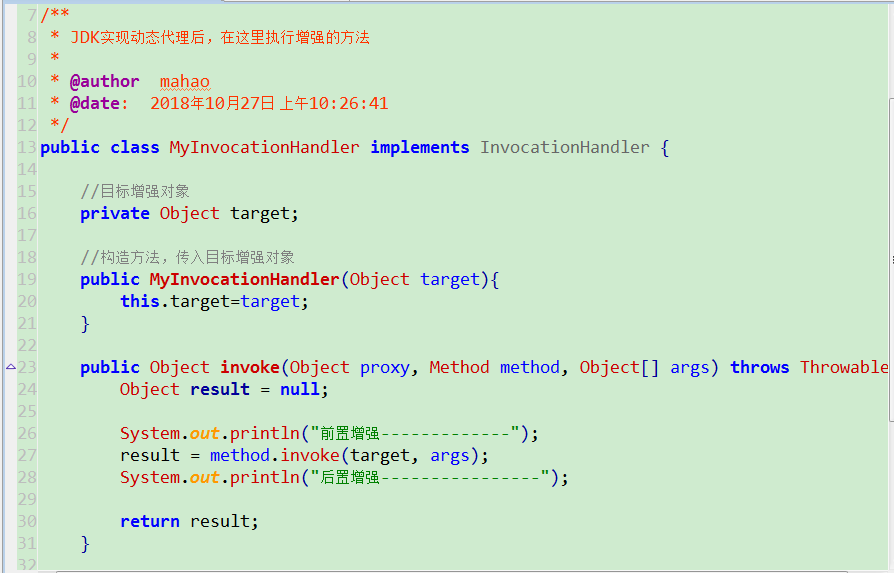 7 /**
8  * JDK实现动态代理后，在这里执行增强的方法
9  *
10  * @author  mahao
11  * @date:  2018年10月27日 上午10:26:41
12  */
13 public class MyInvocationHandler implements InvocationHandler {
14
15     //目标增强对象
16     private Object target;
17
18     //构造方法，传入目标增强对象
19     public MyInvocationHandler(Object target){
20         this.target=target;
21     }
22
23     public Object invoke(Object proxy, Method method, Object[] args) throws Throwable
24         Object result = null;
25
26         System.out.println("前置增强-------------");
27         result = method.invoke(target, args);
28         System.out.println("后置增强----------------");
29
30         return result;
31     }
32